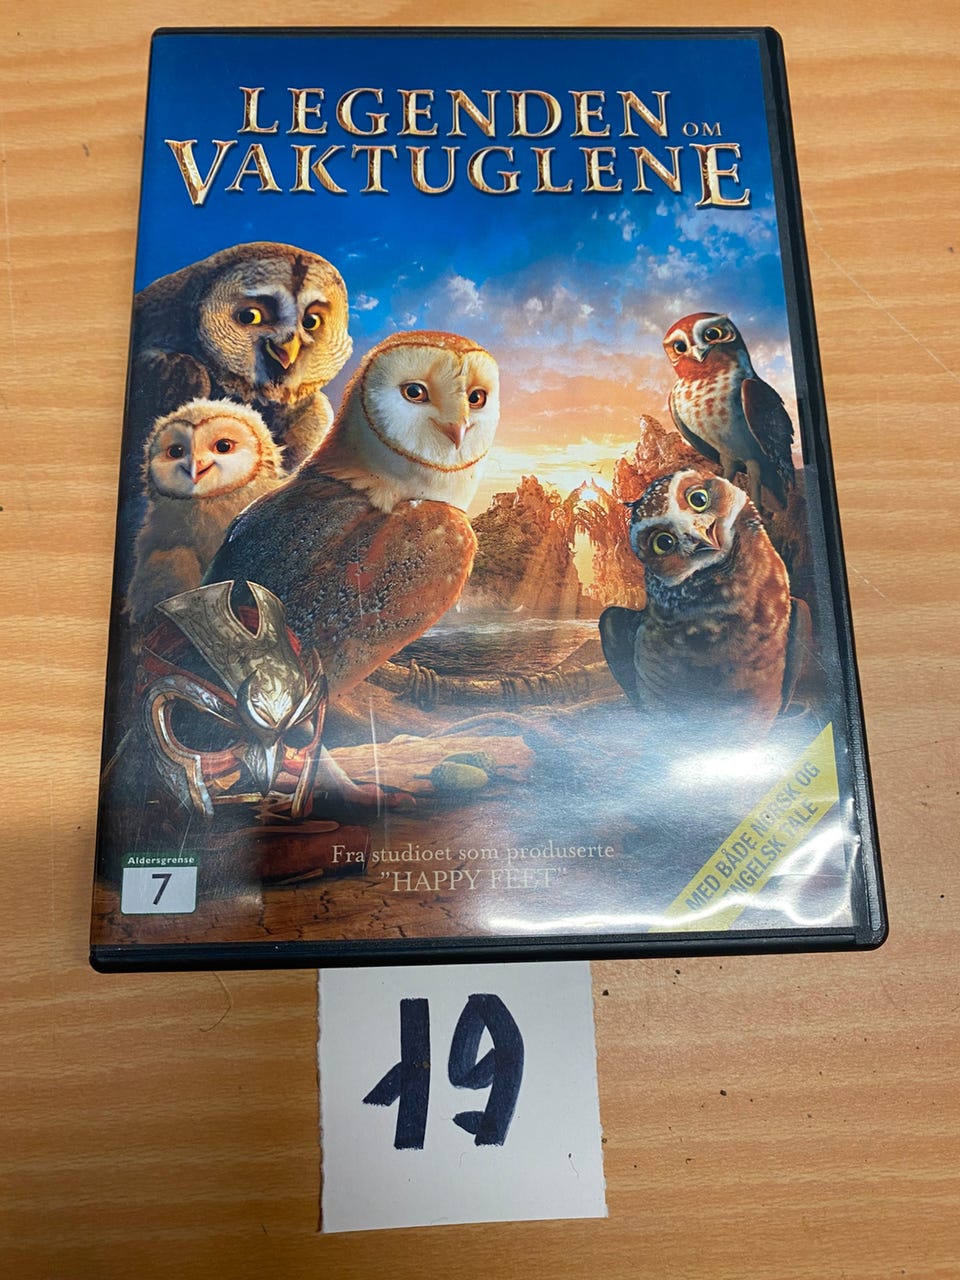 LEGENDEN OM
VAKTUGLENE
Aldersgrense
7
Fra studioet som produserte
"HAPPY FEET"
MED BÅDE NORSK OG
ENGELSK TALE
19